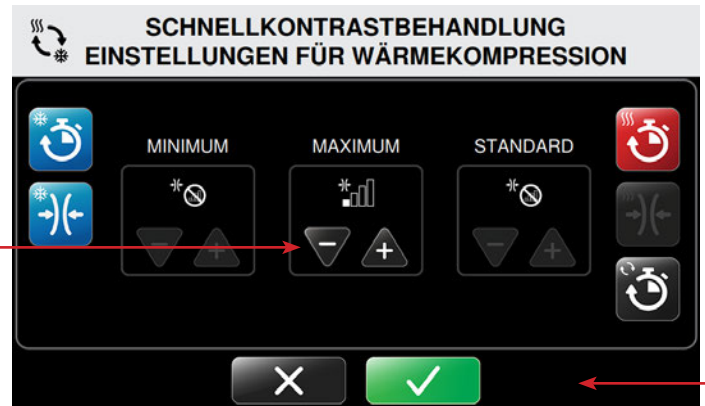 SCHNELLKONTRASTBEHANDLUNG
EINSTELLUNGEN FÜR WÄRMEKOMPRESSION
MINIMUM MAXIMUM STANDARD